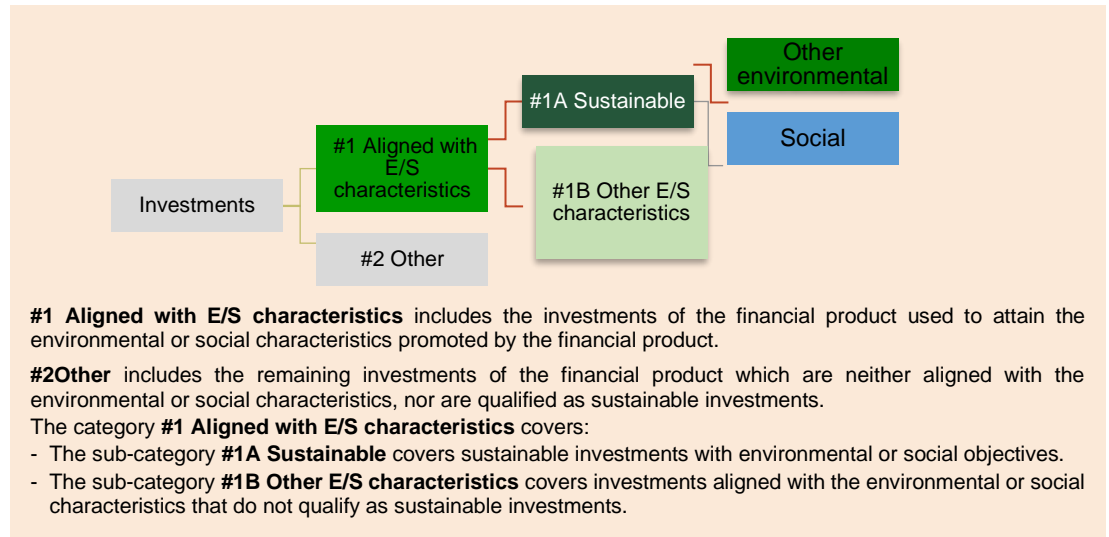 Other
environmental
#1A Sustainable
Social
#1 Aligned with
E/S
characteristics
#1B Other E/S
characteristics
Investments
#2 Other
#1 Aligned with E/S characteristics includes the investments of the financial product used to attain the
environmental or social characteristics promoted by the financial product.
#2Other includes the remaining investments of the financial product which are neither aligned with the
environmental or social characteristics, nor are qualified as sustainable investments.
The category #1 Aligned with E/S characteristics covers:
- The sub-category #1A Sustainable covers sustainable investments with environmental or social objectives.
- The sub-category #1B Other E/S characteristics covers investments aligned with the environmental or social
characteristics that do not qualify as sustainable investments.